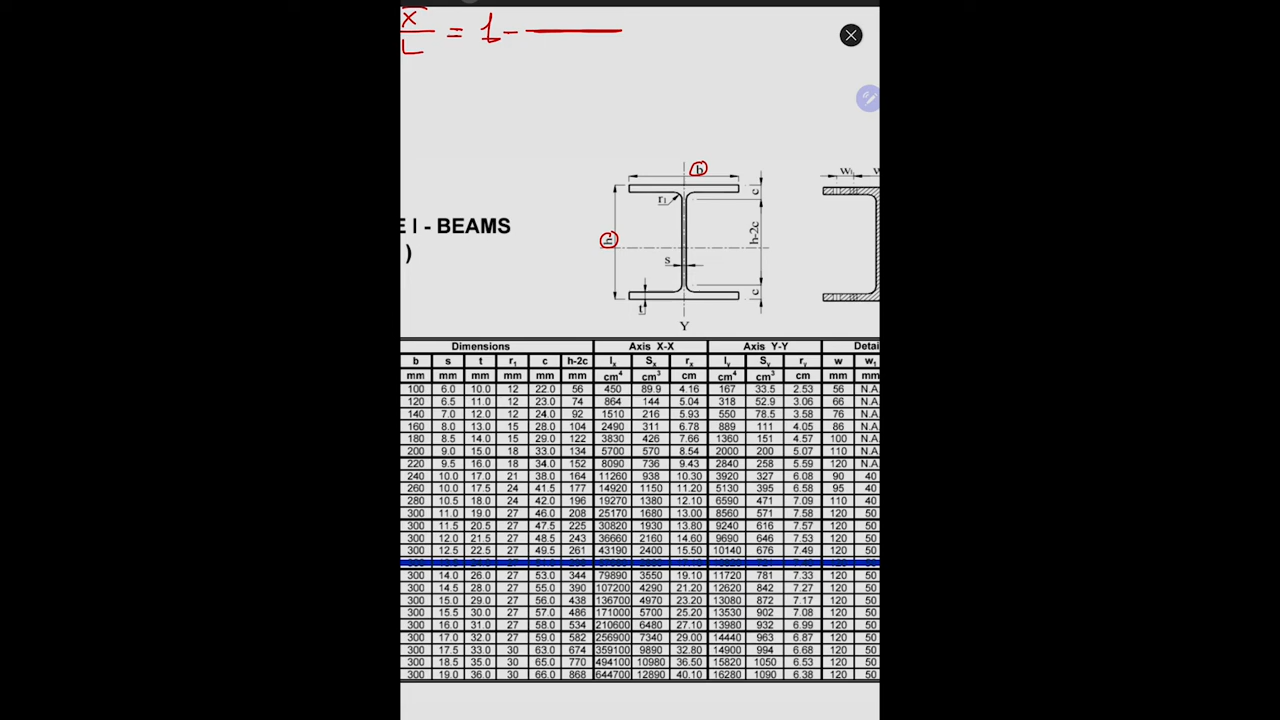 x̄
L
= 1 -
b
W₁ w
r₁ c
E I - BEAMS
h h-2c
)
s
c
t
Y
Dimensions Axis X-X Axis Y-Y Detai
b s t r₁ c h-2c Iₓ Sₓ rₓ Iᵧ Sᵧ rᵧ w w₁
mm mm mm mm mm mm cm⁴ cm³ cm cm⁴ cm³ cm mm mm
100 6.0 10.0 12 22.0 56 450 89.9 4.16 167 33.5 2.53 56 N.A
120 6.5 11.0 12 23.0 74 864 144 5.04 318 52.9 3.06 66 N.A
140 7.0 12.0 12 24.0 92 1510 216 5.93 550 78.5 3.58 76 N.A
160 8.0 13.0 15 28.0 104 2490 311 6.78 889 111 4.05 86 N.A
180 8.5 14.0 15 29.0 122 3830 426 7.66 1360 151 4.57 100 N.A
200 9.0 15.0 18 33.0 134 5700 570 8.54 2000 200 5.07 110 N.A
220 9.5 16.0 18 34.0 152 8090 736 9.43 2840 258 5.59 120 N.A
240 10.0 17.0 21 38.0 164 11260 938 10.30 3920 327 6.08 90 40
260 10.0 17.5 24 41.5 177 14920 1150 11.20 5130 395 6.58 95 40
280 10.5 18.0 24 42.0 196 19270 1380 12.10 6590 471 7.09 110 40
300 11.0 19.0 27 46.0 208 25170 1680 13.00 8560 571 7.58 120 50
300 11.5 20.5 27 47.5 225 30820 1930 13.80 9240 616 7.57 120 50
300 12.0 21.5 27 48.5 243 36660 2160 14.60 9690 646 7.53 120 50
300 12.5 22.5 27 49.5 261 43190 2400 15.50 10140 676 7.49 120 50
300 14.0 26.0 27 53.0 344 79890 3550 19.10 11720 781 7.33 120 50
300 14.5 28.0 27 55.0 390 107200 4290 21.20 12620 842 7.27 120 50
300 15.0 29.0 27 56.0 438 136700 4970 23.20 13080 872 7.17 120 50
300 15.5 30.0 27 57.0 486 171000 5700 25.20 13530 902 7.08 120 50
300 16.0 31.0 27 58.0 534 210600 6480 27.10 13980 932 6.99 120 50
300 17.0 32.0 27 59.0 582 256900 7340 29.00 14440 963 6.87 120 50
300 17.5 33.0 30 63.0 674 359100 9890 32.80 14900 994 6.68 120 50
300 18.5 35.0 30 65.0 770 494100 10980 36.50 15820 1050 6.53 120 50
300 19.0 36.0 30 66.0 868 644700 12890 40.10 16280 1090 6.38 120 50